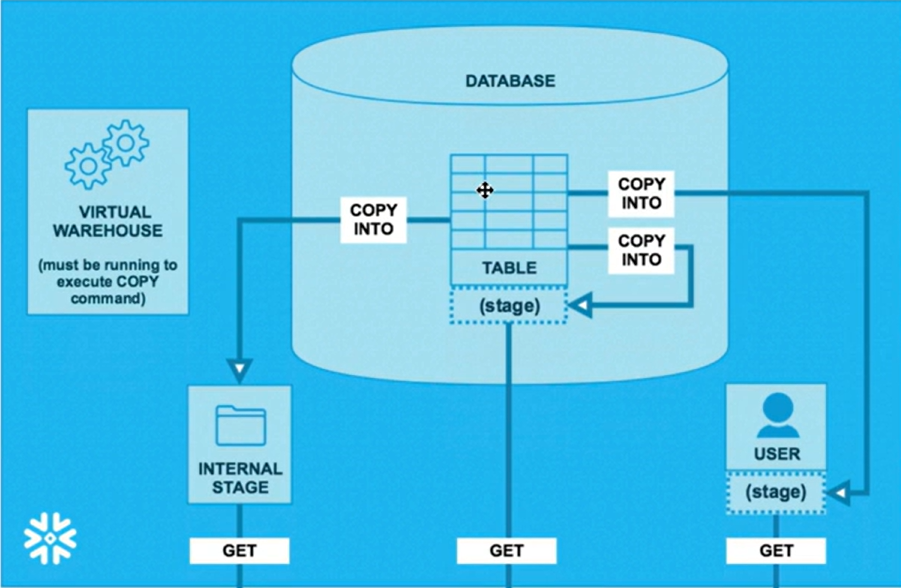 DATABASE
VIRTUAL
WAREHOUSE
(must be running to
execute COPY
command)
COPY
INTO
COPY
INTO
COPY
INTO
TABLE
(stage)
INTERNAL
STAGE
USER
(stage)
GET
GET
GET